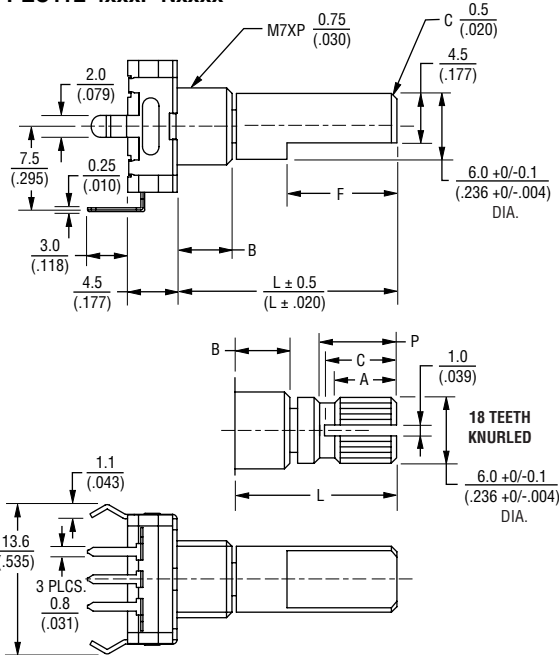 M7XP 0.75
(.030)
C 0.5
(.020)
2.0
(.079)
4.5
(.177)
7.5
(.295)
0.25
(.010)
F
6.0 +0/-0.1
(.236 +0/-.004)
DIA.
3.0
(.118)
B
4.5
(.177)
L ± 0.5
(L ± .020)
B
P
C
A
1.0
(.039)
18 TEETH
KNURLED
L
6.0 +0/-0.1
(.236 +0/-.004)
DIA.
1.1
(.043)
13.6
(.535)
3 PLCS.
0.8
(.031)